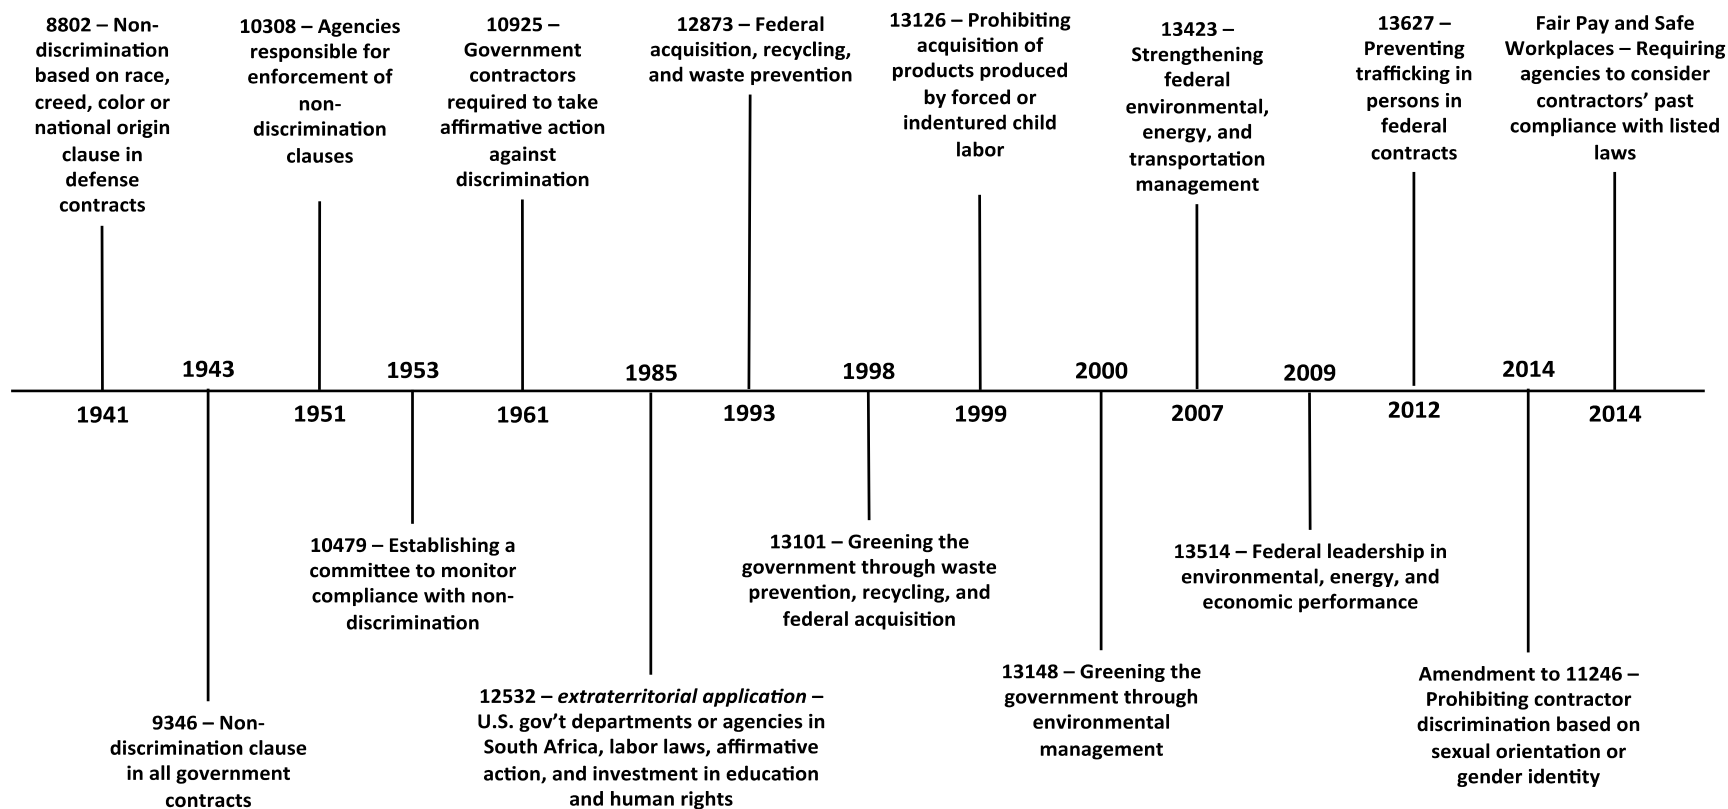 8802 – Non-
discrimination
based on race,
creed, color or
national origin
clause in
defense
contracts
10308 – Agencies
responsible for
enforcement of
non-
discrimination
clauses
10925 –
Government
contractors
required to take
affirmative action
against
discrimination
12873 – Federal
acquisition, recycling,
and waste prevention
13126 – Prohibiting
acquisition of
products produced
by forced or
indentured child
labor
13423 –
Strengthening
federal
environmental,
energy, and
transportation
management
13627 –
Preventing
trafficking in
persons in
federal
contracts
Fair Pay and Safe
Workplaces – Requiring
agencies to consider
contractors’ past
compliance with listed
laws
1943
1953
1985
1998
2000
2009
2014
1941
1951
1961
1993
1999
2007
2012
2014
9346 – Non-
discrimination clause
in all government
contracts
10479 – Establishing a
committee to monitor
compliance with non-
discrimination
12532 – extraterritorial application –
U.S. gov’t departments or agencies in
South Africa, labor laws, affirmative
action, and investment in education
and human rights
13101 – Greening the
government through waste
prevention, recycling, and
federal acquisition
13148 – Greening the
government through
environmental
management
13514 – Federal leadership in
environmental, energy, and
economic performance
Amendment to 11246 –
Prohibiting contractor
discrimination based on
sexual orientation or
gender identity